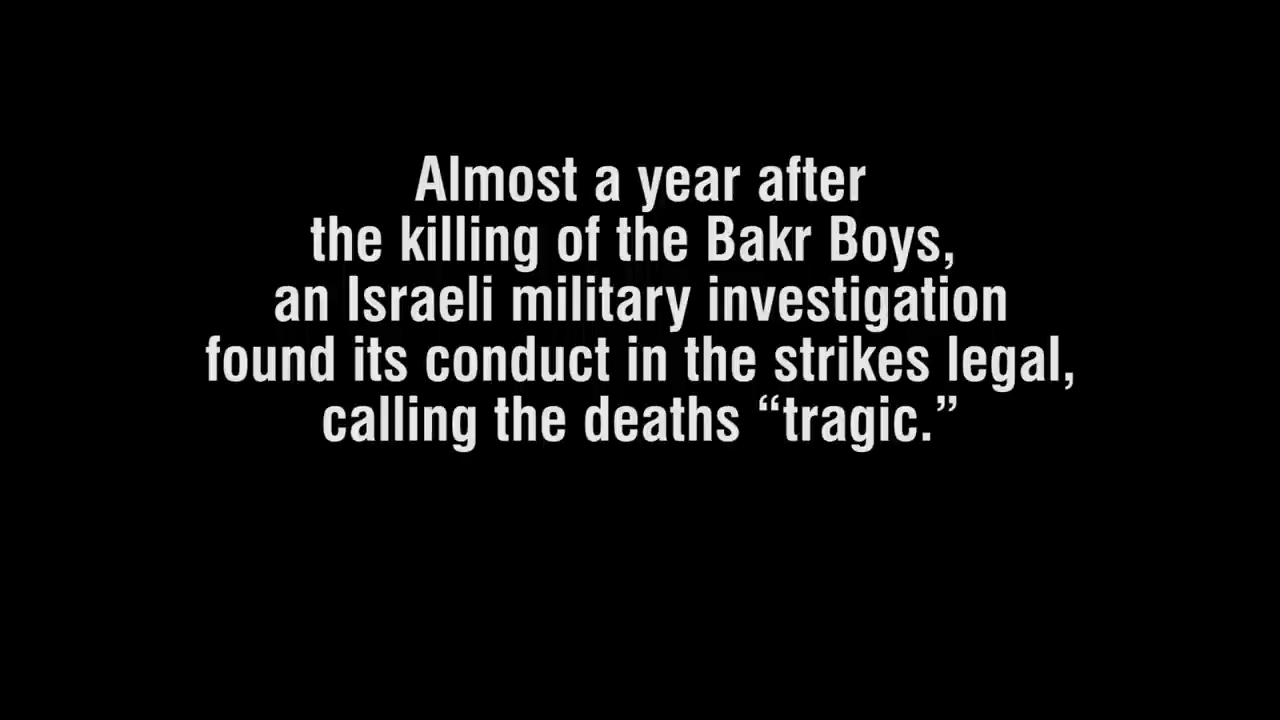 Almost a year after
the killing of the Bakr Boys,
an Israeli military investigation
found its conduct in the strikes legal,
calling the deaths “tragic.”